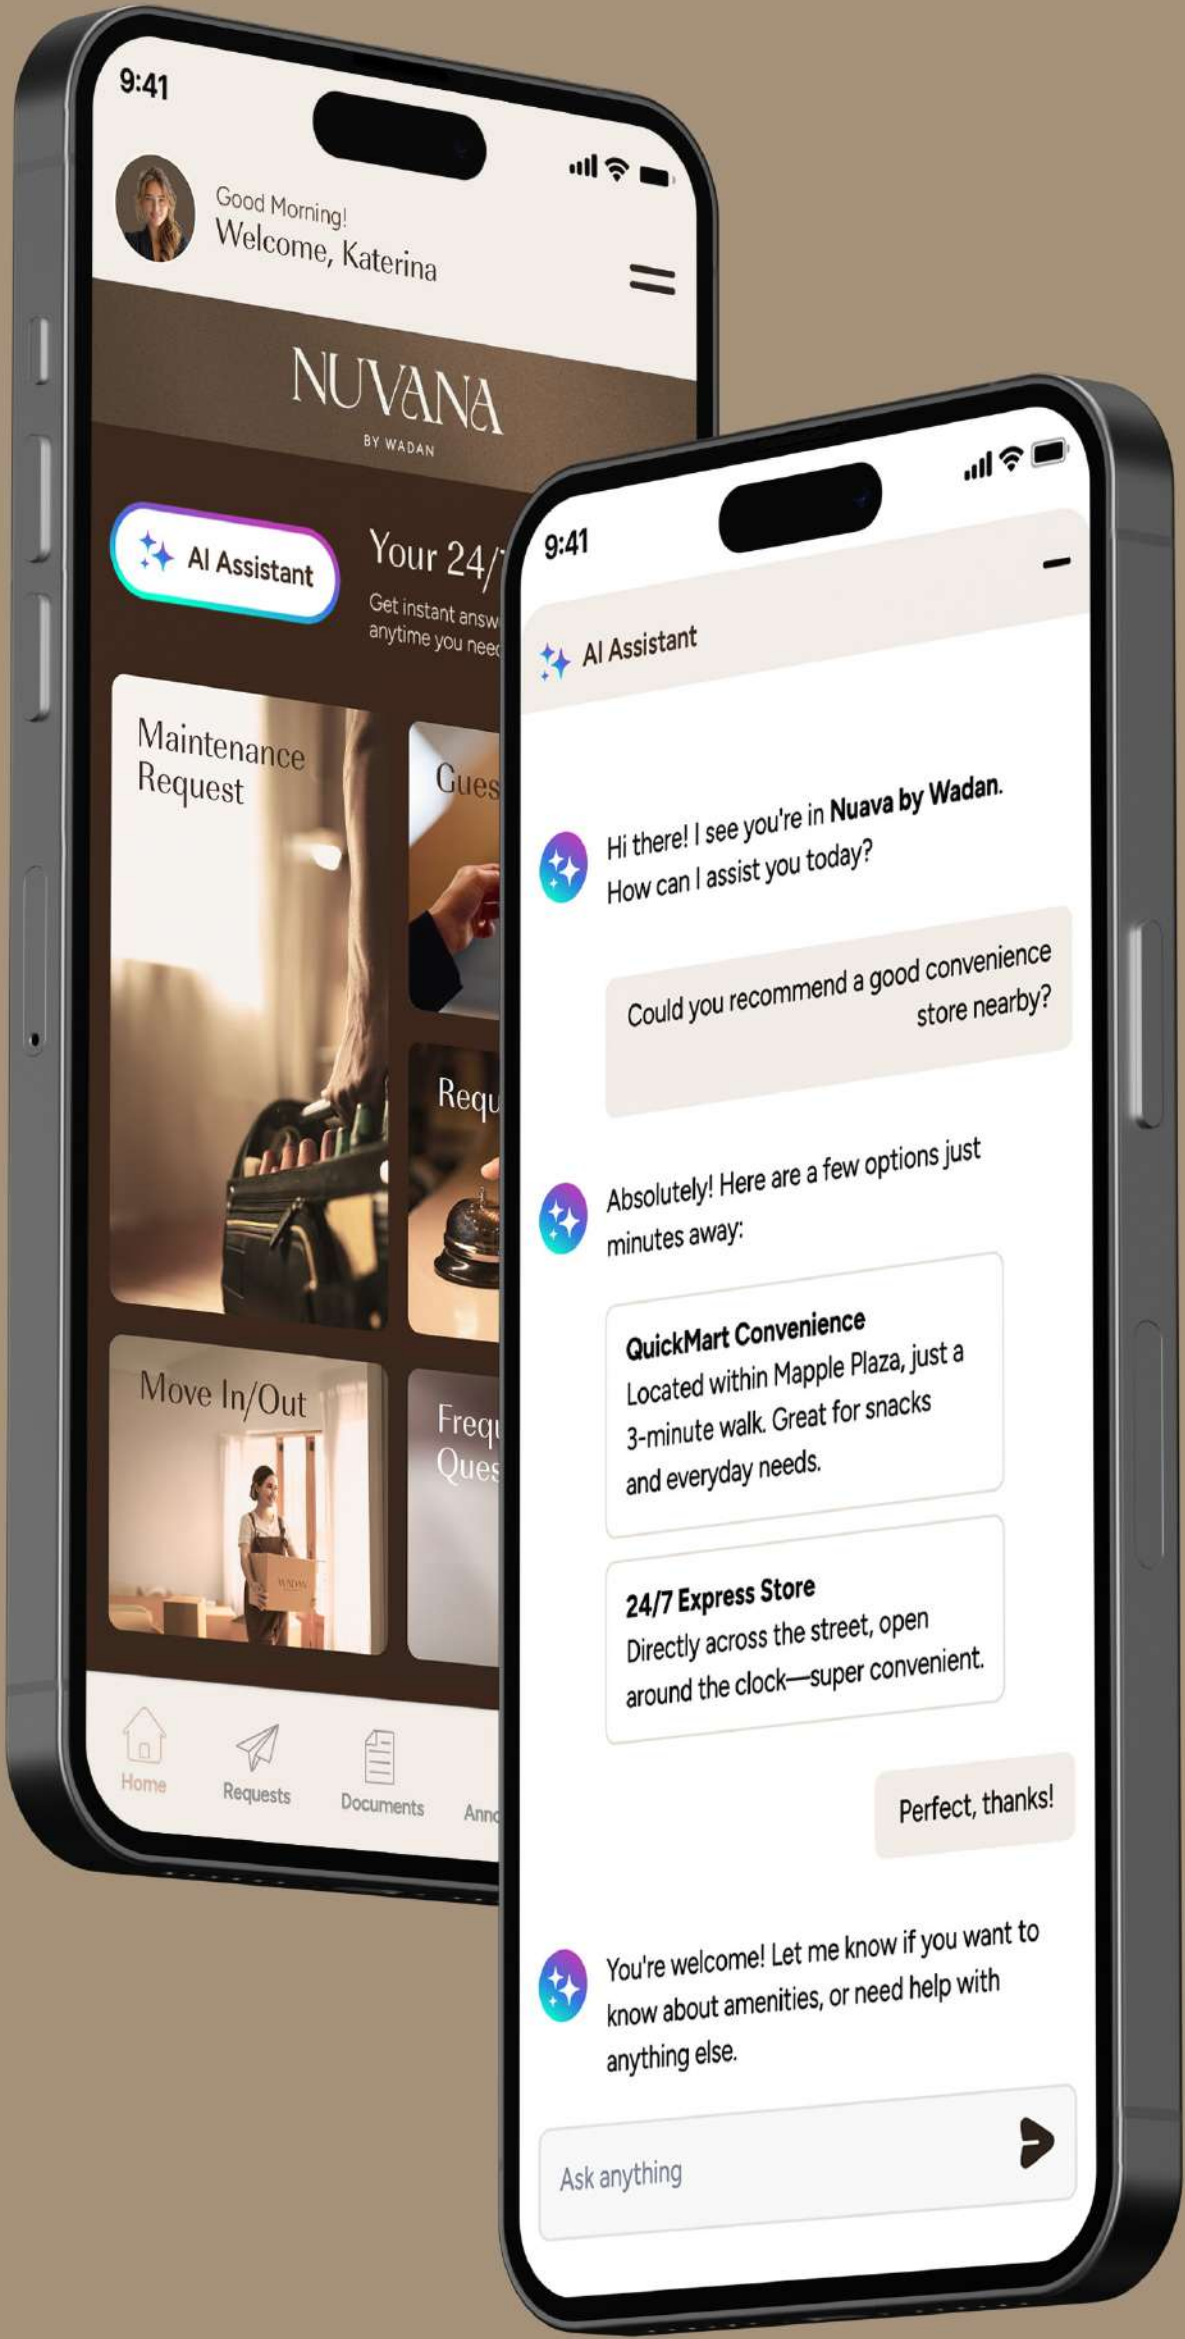 9:41
Good Morning!
Welcome, Katerina
NUVANA
BY WADAN
AI Assistant
Your 24/
Get instant answ
anytime you need
Maintenance
Request
Gues
Requ
Move In/Out
WADAN
Frequ
Ques
Home
Requests
Documents
Anno
9:41
AI Assistant
Hi there! I see you're in Nuava by Wadan.
How can I assist you today?
Could you recommend a good convenience
store nearby?
Absolutely! Here are a few options just
minutes away:
QuickMart Convenience
Located within Mapple Plaza, just a
3-minute walk. Great for snacks
and everyday needs.
24/7 Express Store
Directly across the street, open
around the clock—super convenient.
Perfect, thanks!
You're welcome! Let me know if you want to
know about amenities, or need help with
anything else.
Ask anything